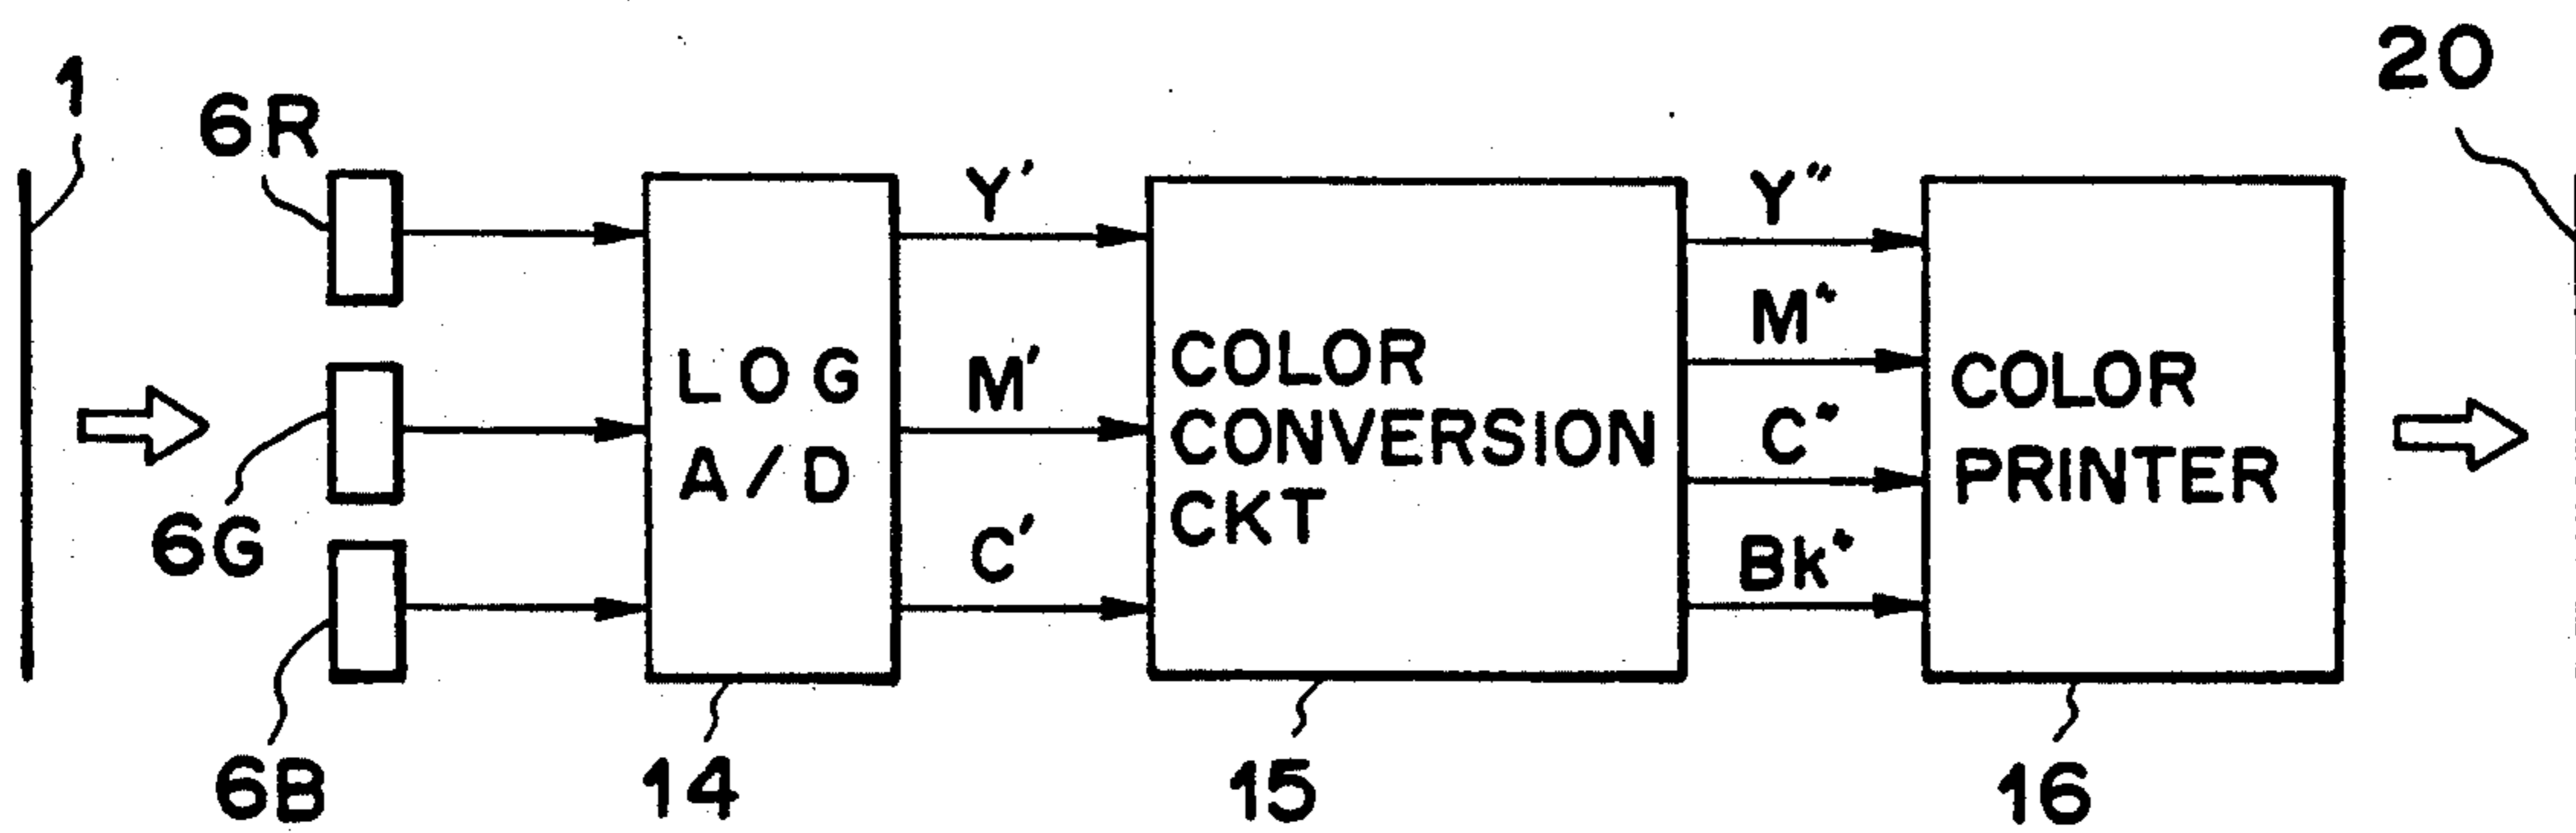 1
20
6R
6G
6B
LOG
A/D
14
Y'
M'
C'
COLOR
CONVERSION
CKT
15
Y"
M"
C"
Bk"
COLOR
PRINTER
16